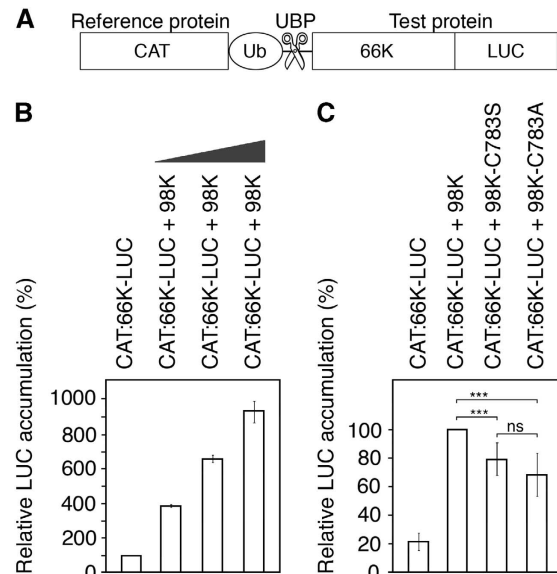 A
Reference protein
UBP
Test protein
CAT
Ub
66K
LUC
B
CAT:66K-LUC
CAT:66K-LUC + 98K
CAT:66K-LUC + 98K
CAT:66K-LUC + 98K
Relative LUC accumulation (%)
1000
800
600
400
200
0
C
CAT:66K-LUC
CAT:66K-LUC + 98K
CAT:66K-LUC + 98K-C783S
CAT:66K-LUC + 98K-C783A
Relative LUC accumulation (%)
***
***
ns
100
80
60
40
20
0